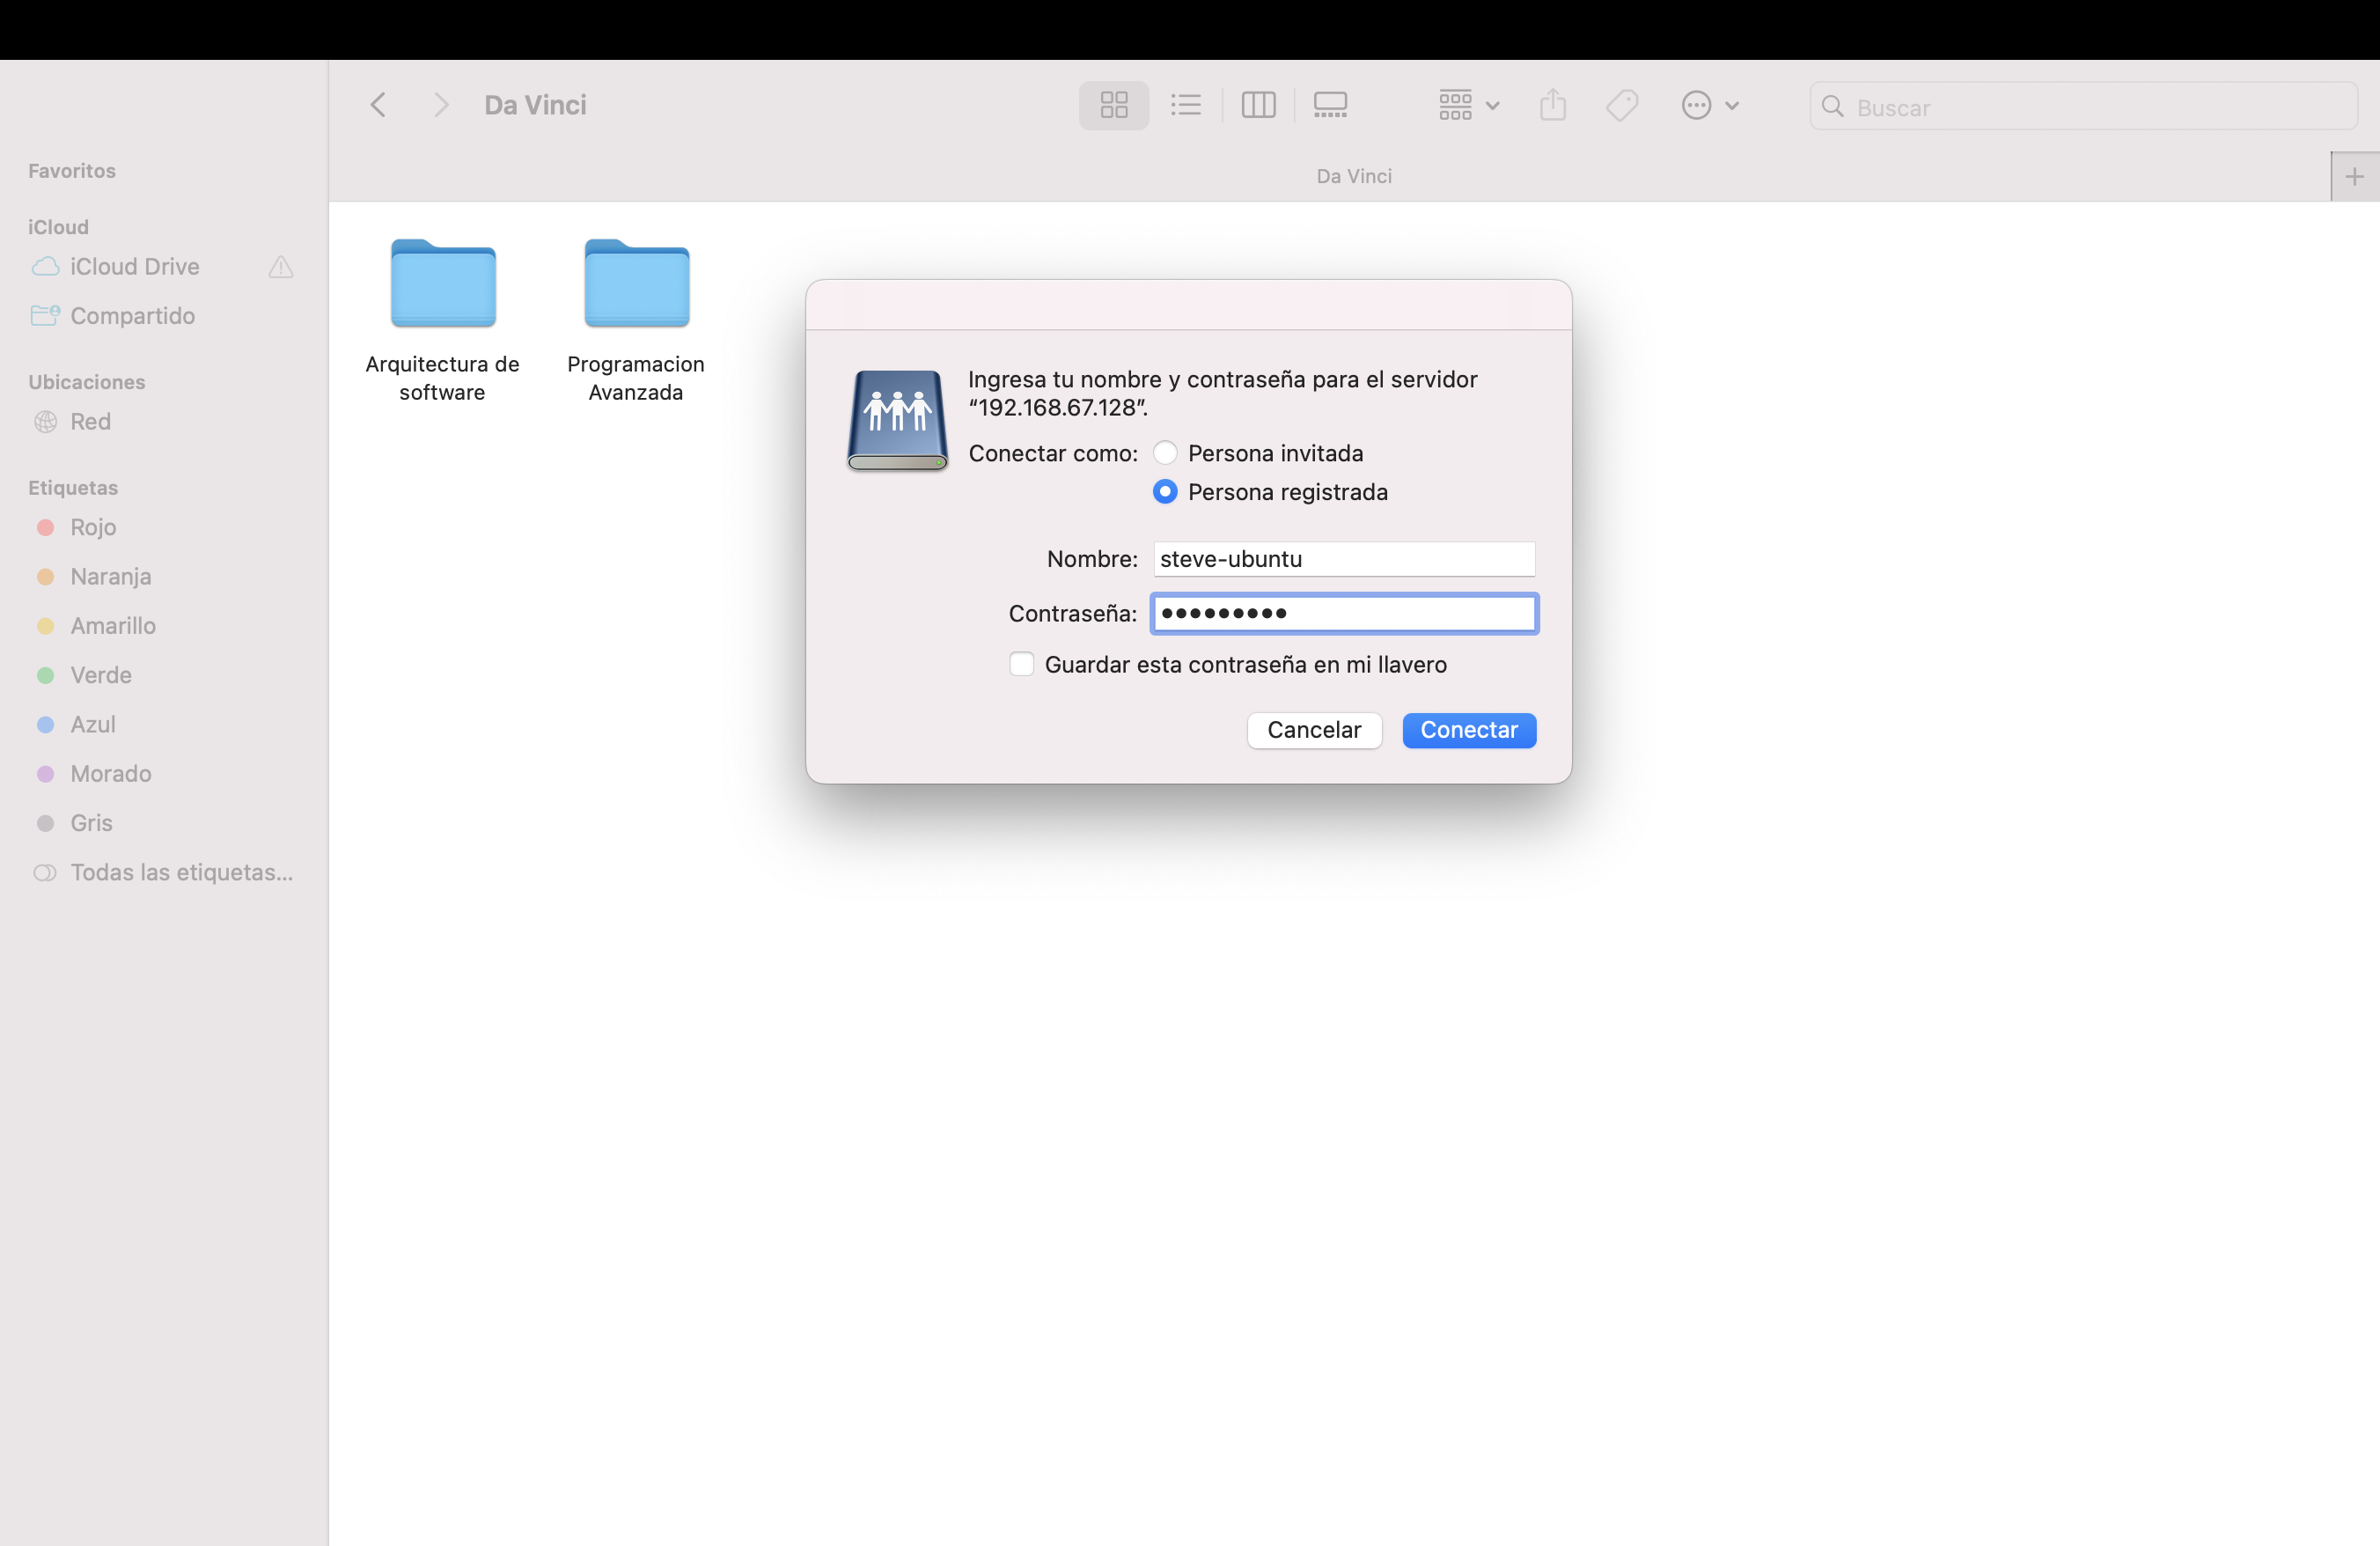 Da Vinci
Buscar
Da Vinci
Favoritos
iCloud
iCloud Drive
Compartido
Ubicaciones
Red
Etiquetas
Rojo
Naranja
Amarillo
Verde
Azul
Morado
Gris
Todas las etiquetas...
Arquitectura de
software
Programacion
Avanzada
Ingresa tu nombre y contraseña para el servidor
“192.168.67.128”.
Conectar como:
Persona invitada
Persona registrada
Nombre: steve-ubuntu
Contraseña: •••••••••
Guardar esta contraseña en mi llavero
Cancelar
Conectar